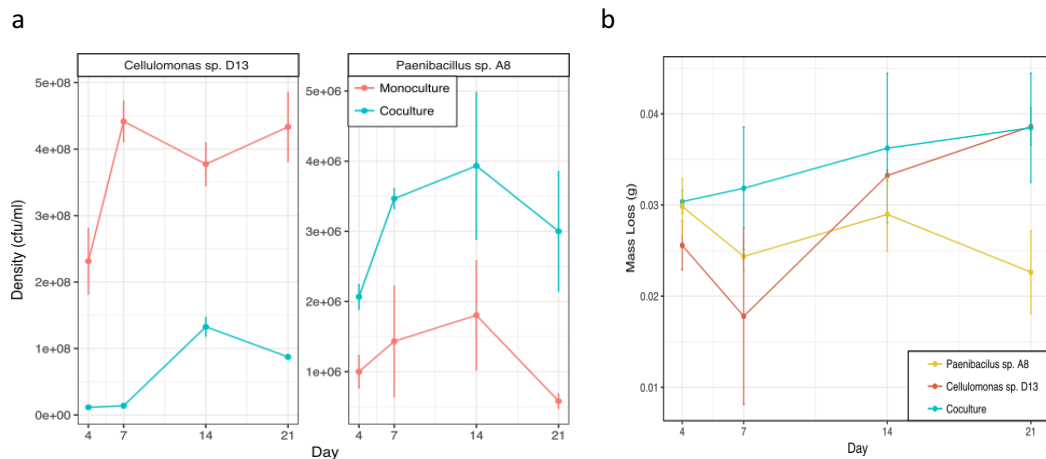 a
Cellulomonas sp. D13
Paenibacillus sp. A8
Monoculture
Coculture
Density (cfu/ml)
5e+08
4e+08
3e+08
2e+08
1e+08
0e+00
5e+06
4e+06
3e+06
2e+06
1e+06
4 7 14 21
4 7 14 21
Day
b
Mass Loss (g)
0.04
0.03
0.02
0.01
Paenibacilus sp. A8
Cellulomonas sp. D13
Coculture
4 7 14 21
Day